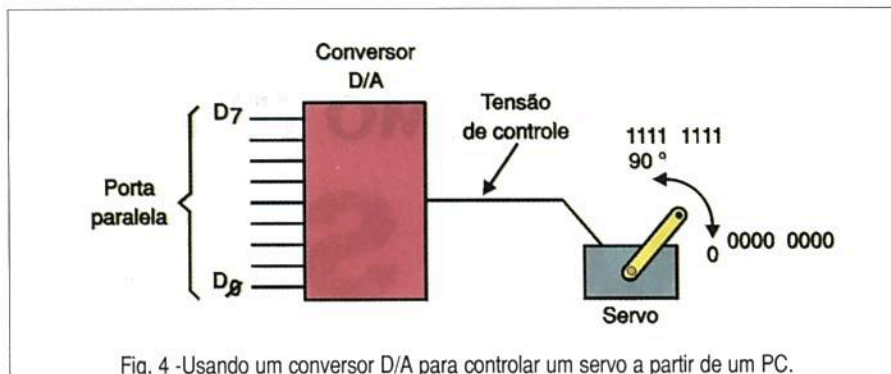 Conversor
D/A
D7
Porta
paralela
D0
Tensão
de controle
1111 1111
90 º
0 0000 0000
Servo
Fig. 4 -Usando um conversor D/A para controlar um servo a partir de um PC.